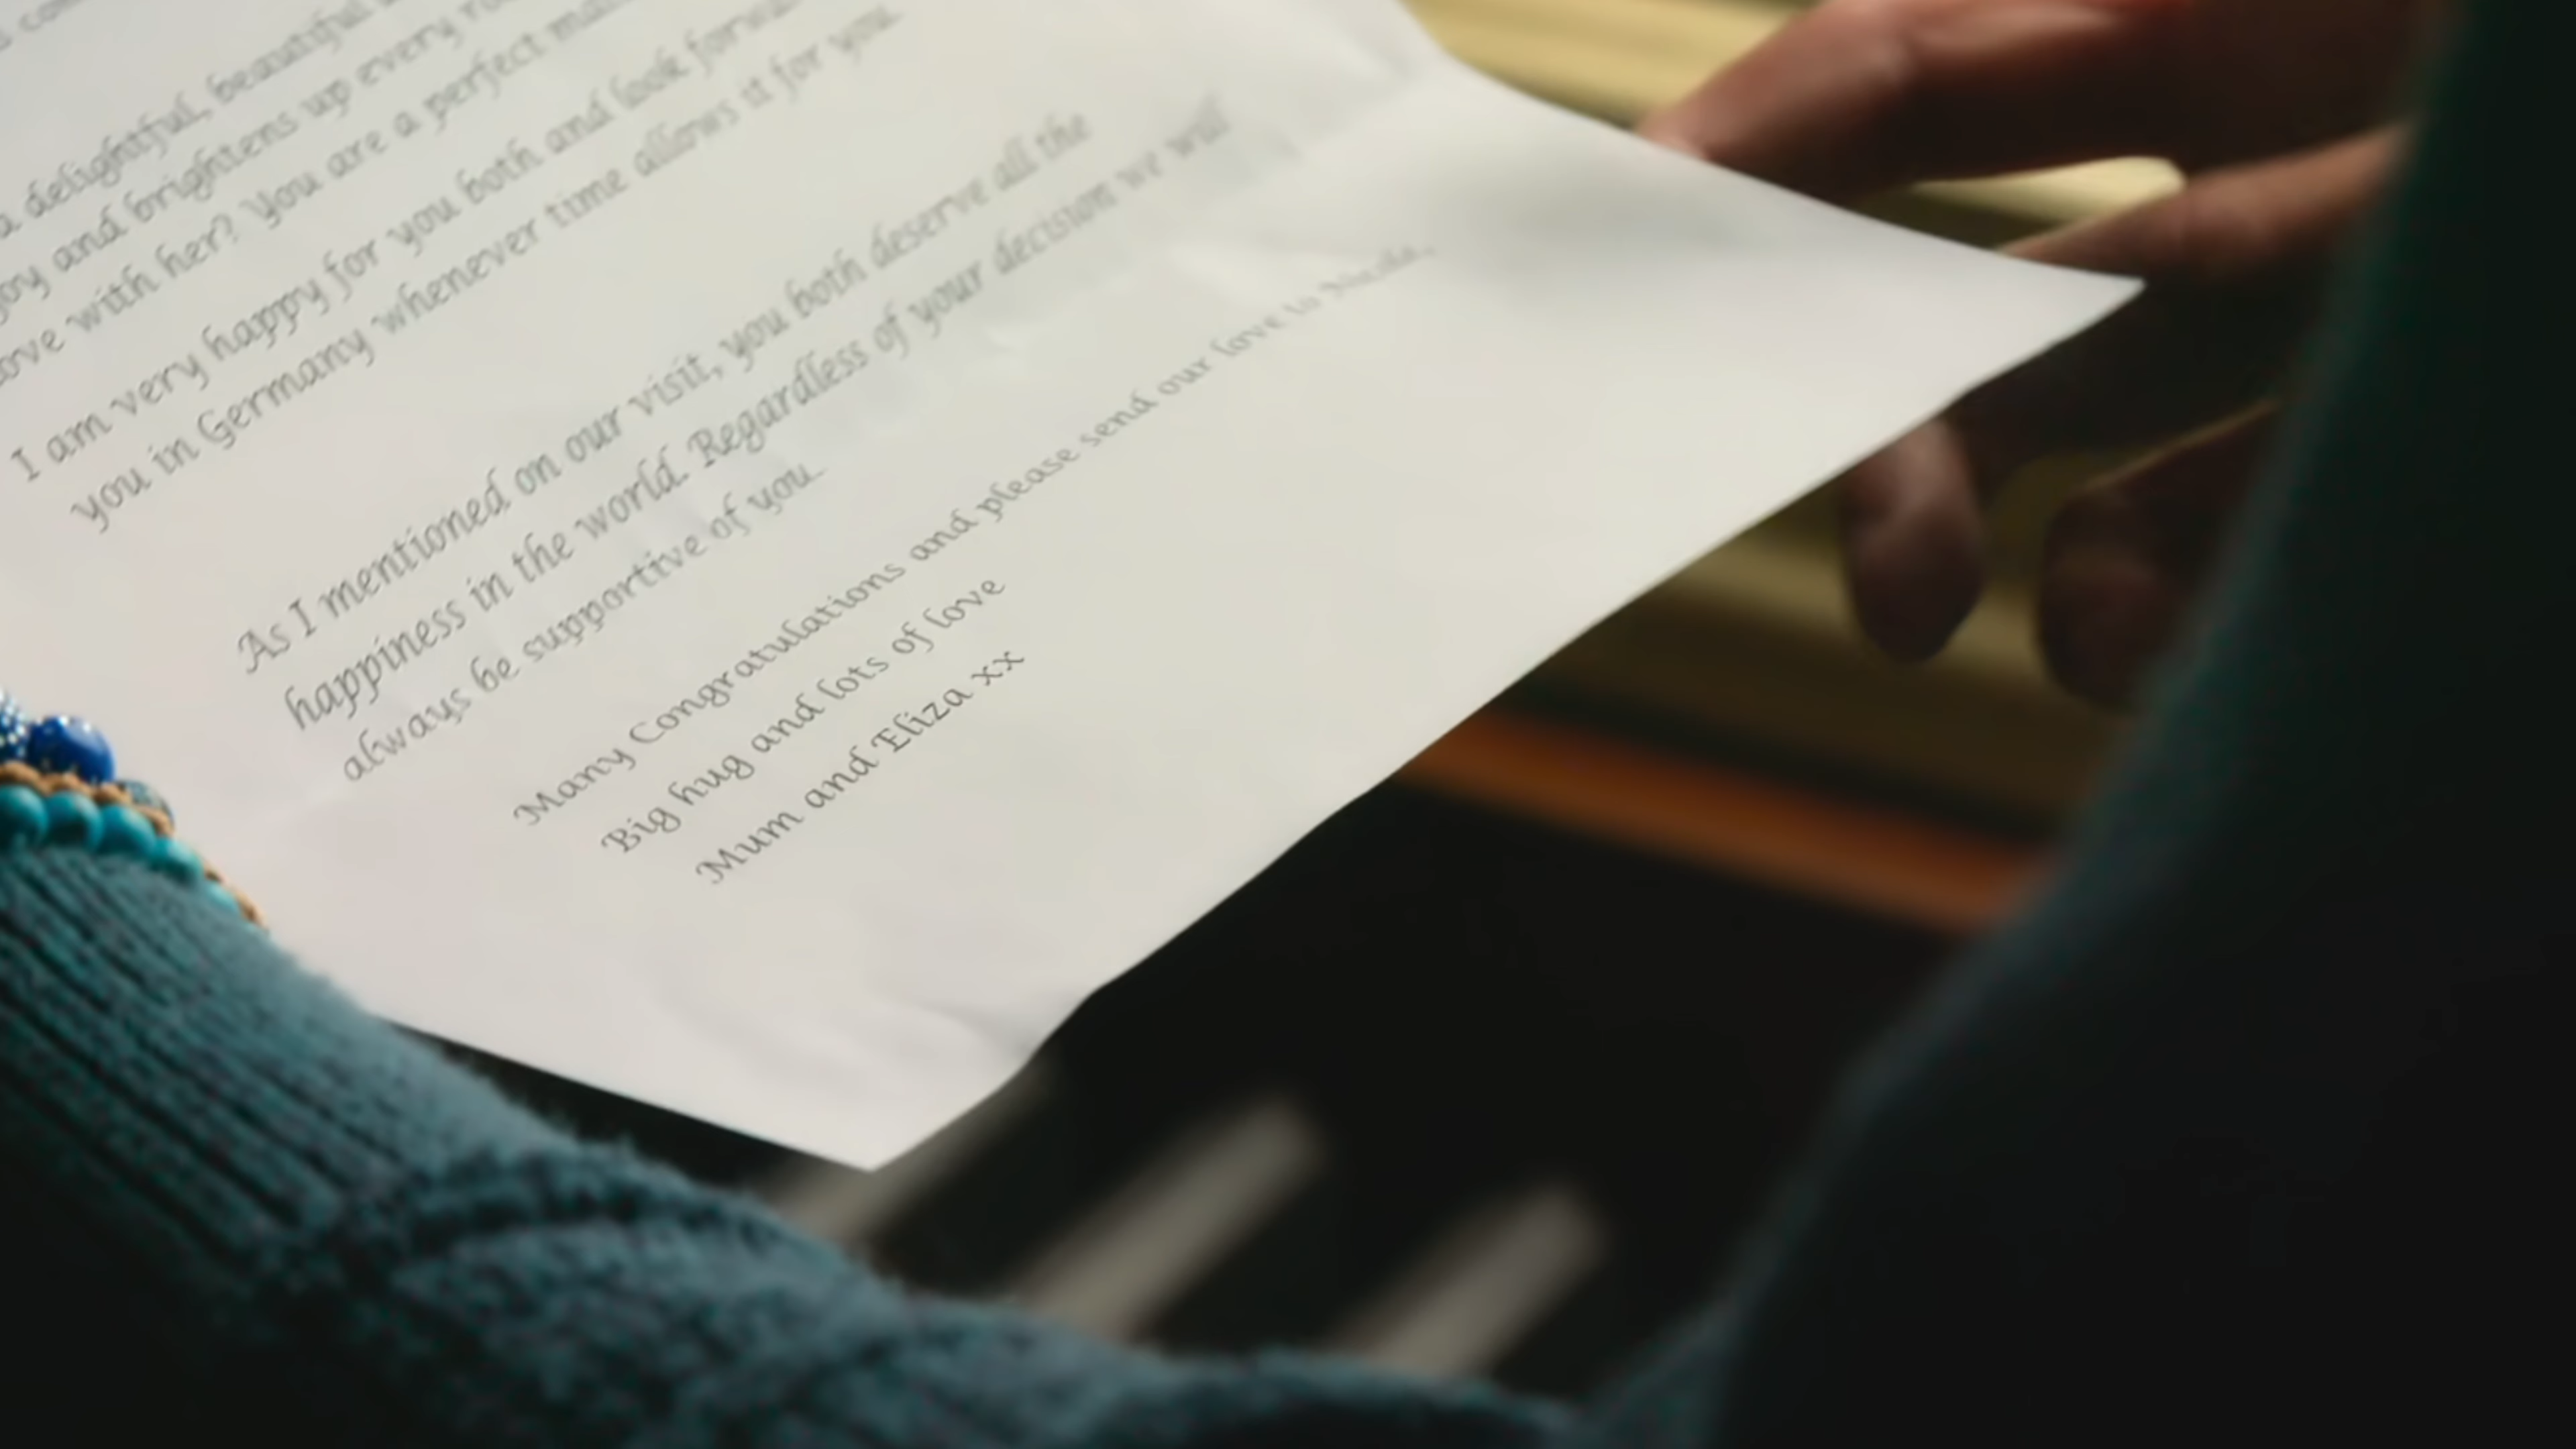 a delightful, beautiful
joy and brightens up every
love with her? You are a perfect
I am very happy for you both and look
you in Germany whenever time allows it for you.
As I mentioned on our visit, you both deserve all the
happiness in the world. Regardless of your decision we will
always be supportive of you.
Many Congratulations and please send our love to
Big hug and lots of love
Mum and Eliza xx